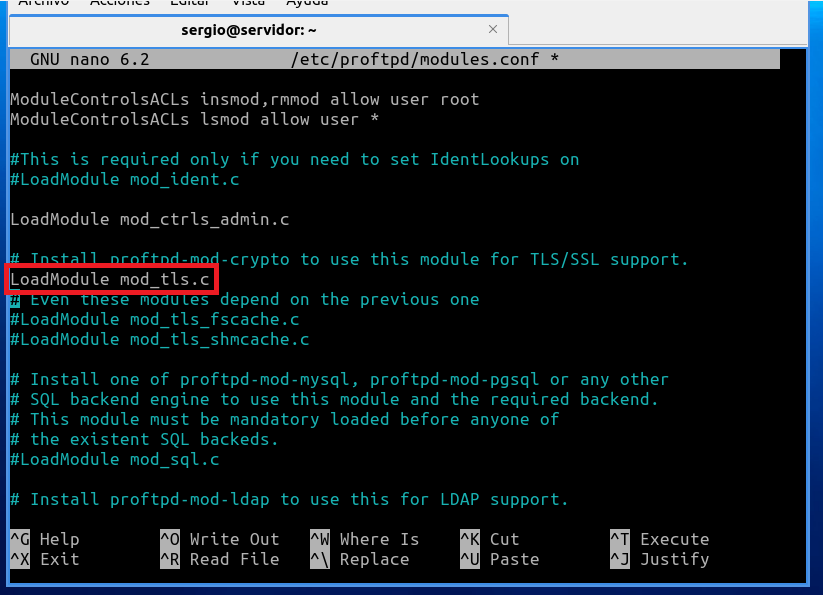 Archivo Acciones Editar Vista Ayuda
sergio@servidor: ~ ×
GNU nano 6.2 /etc/proftpd/modules.conf *
ModuleControlsACLs insmod,rmmod allow user root
ModuleControlsACLs lsmod allow user *
#This is required only if you need to set IdentLookups on
#LoadModule mod_ident.c
LoadModule mod_ctrls_admin.c
# Install proftpd-mod-crypto to use this module for TLS/SSL support.
LoadModule mod_tls.c
# Even these modules depend on the previous one
#LoadModule mod_tls_fscache.c
#LoadModule mod_tls_shmcache.c
# Install one of proftpd-mod-mysql, proftpd-mod-pgsql or any other
# SQL backend engine to use this module and the required backend.
# This module must be mandatory loaded before anyone of
# the existent SQL backeds.
#LoadModule mod_sql.c
# Install proftpd-mod-ldap to use this for LDAP support.
^G Help ^O Write Out ^W Where Is ^K Cut ^T Execute
^X Exit ^R Read File ^\ Replace ^U Paste ^J Justify